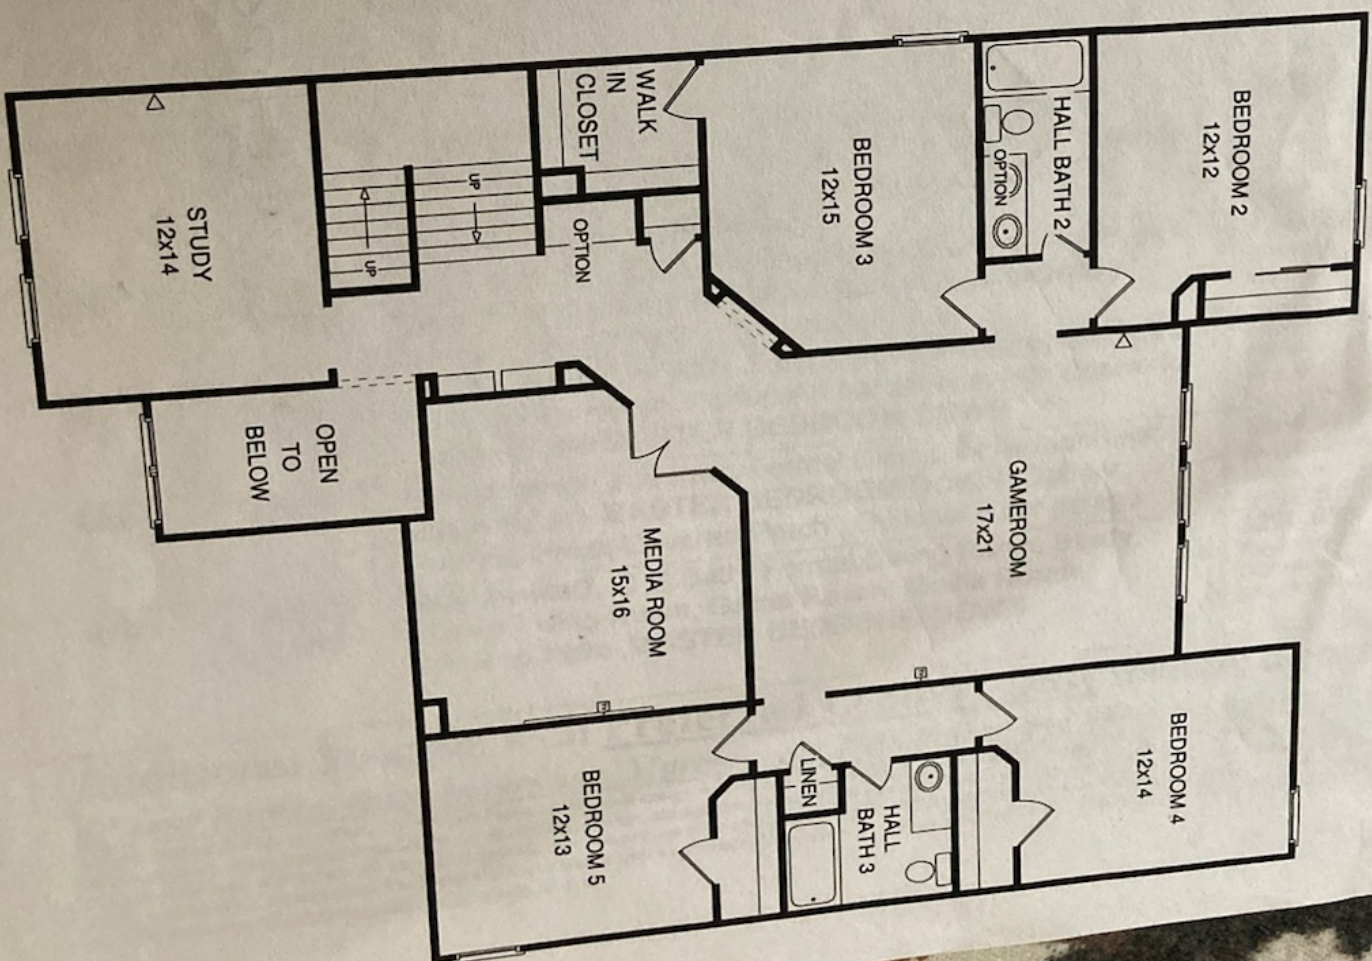 BEDROOM 2
12x12
HALL BATH 2
OPTION
BEDROOM 3
12x15
WALK
IN
CLOSET
OPTION
UP
UP
STUDY
12x14
OPEN
TO
BELOW
GAMEROOM
17x21
MEDIA ROOM
15x16
BEDROOM 4
12x14
HALL
BATH 3
LINEN
BEDROOM 5
12x13